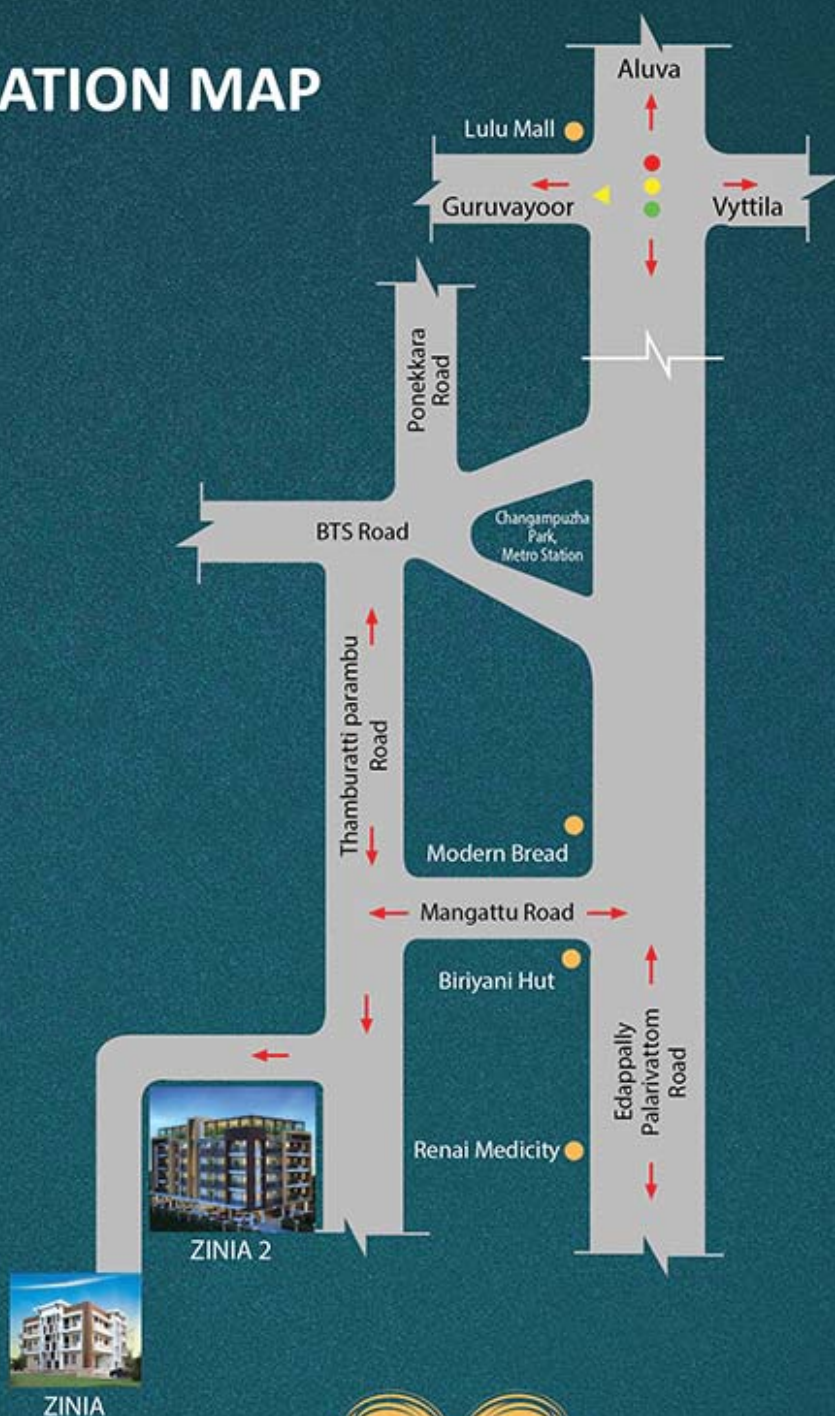 ATION MAP
Aluva
Lulu Mall
Guruvayoor
Vyttila
Ponekkara
Road
BTS Road
Changampuzha
Park,
Metro Station
Thamburatti parambu
Road
Modern Bread
Mangattu Road
Biriyani Hut
Edappally
Palarivattom
Road
Renai Medicity
ZINIA 2
ZINIA